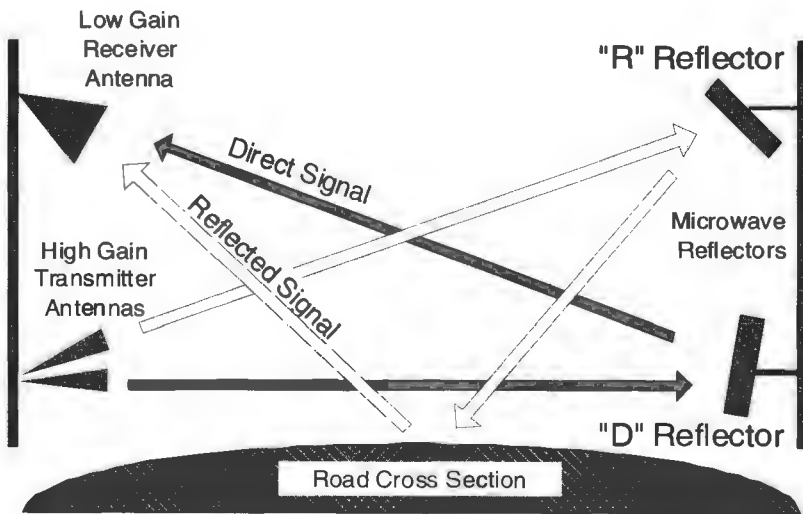 Low Gain
Receiver
Antenna
"R" Reflector
Direct Signal
Reflected Signal
Microwave
Reflectors
High Gain
Transmitter
Antennas
"D" Reflector
Road Cross Section